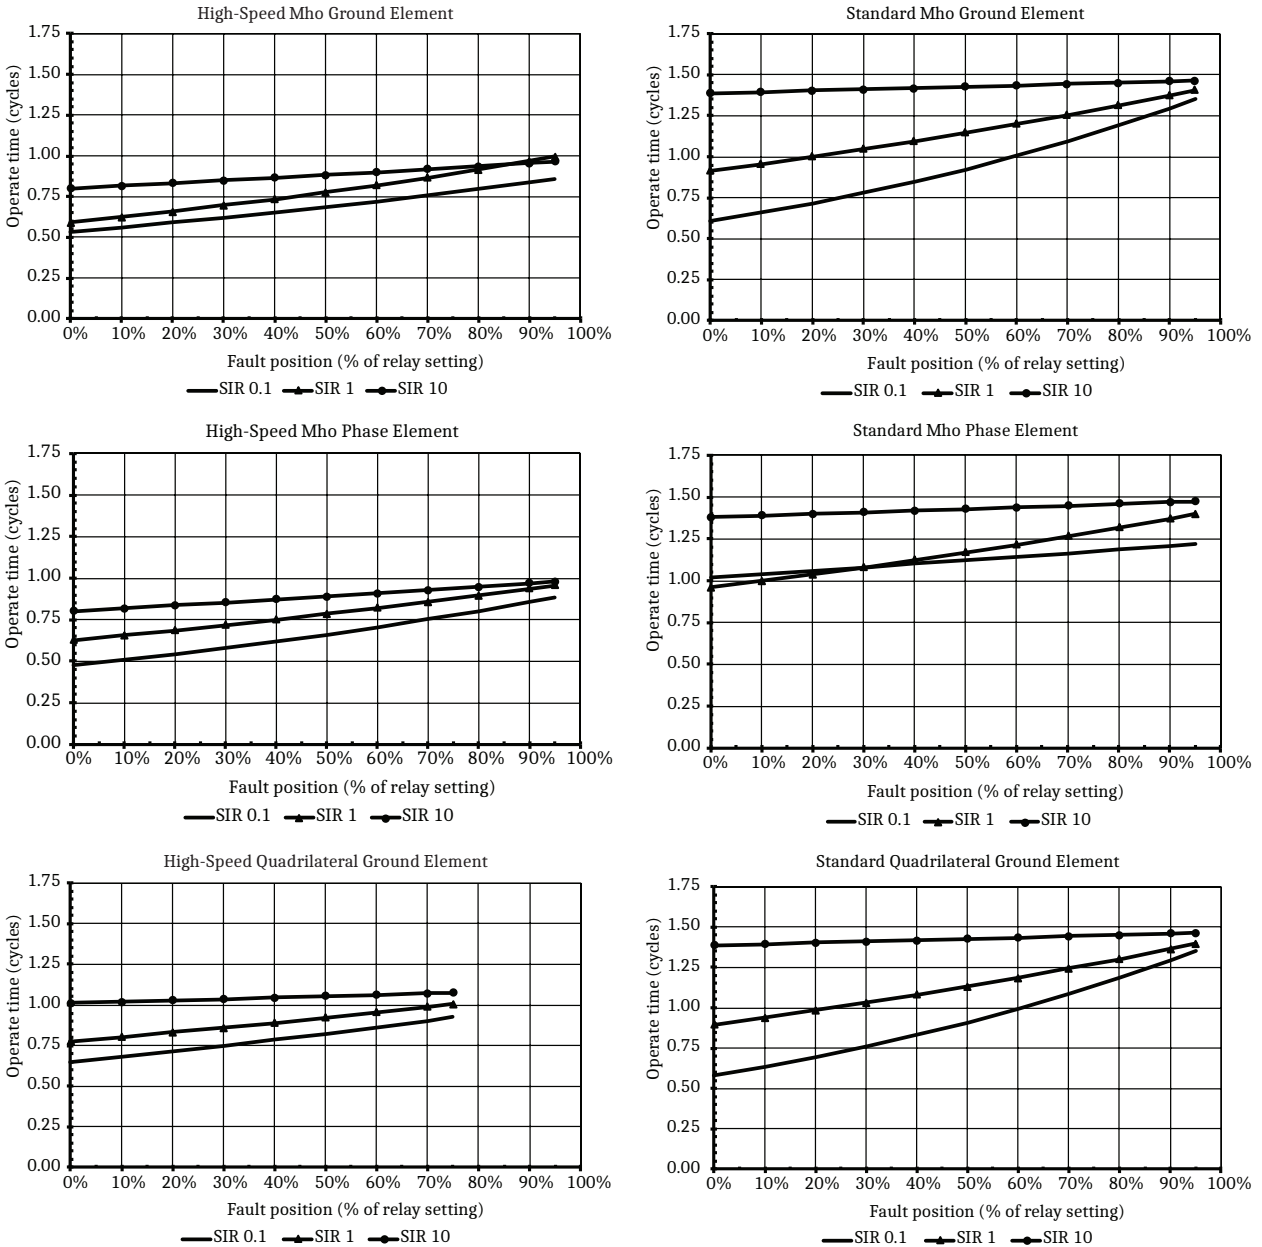 High-Speed Mho Ground Element
Operate time (cycles)
1.75
1.50
1.25
1.00
0.75
0.50
0.25
0.00
0% 10% 20% 30% 40% 50% 60% 70% 80% 90% 100%
Fault position (% of relay setting)
SIR 0.1 SIR 1 SIR 10
Standard Mho Ground Element
Operate time (cycles)
1.75
1.50
1.25
1.00
0.75
0.50
0.25
0.00
0% 10% 20% 30% 40% 50% 60% 70% 80% 90% 100%
Fault position (% of relay setting)
SIR 0.1 SIR 1 SIR 10
High-Speed Mho Phase Element
Operate time (cycles)
1.75
1.50
1.25
1.00
0.75
0.50
0.25
0.00
0% 10% 20% 30% 40% 50% 60% 70% 80% 90% 100%
Fault position (% of relay setting)
SIR 0.1 SIR 1 SIR 10
Standard Mho Phase Element
Operate time (cycles)
1.75
1.50
1.25
1.00
0.75
0.50
0.25
0.00
0% 10% 20% 30% 40% 50% 60% 70% 80% 90% 100%
Fault position (% of relay setting)
SIR 0.1 SIR 1 SIR 10
High-Speed Quadrilateral Ground Element
Operate time (cycles)
1.75
1.50
1.25
1.00
0.75
0.50
0.25
0.00
0% 10% 20% 30% 40% 50% 60% 70% 80% 90% 100%
Fault position (% of relay setting)
SIR 0.1 SIR 1 SIR 10
Standard Quadrilateral Ground Element
Operate time (cycles)
1.75
1.50
1.25
1.00
0.75
0.50
0.25
0.00
0% 10% 20% 30% 40% 50% 60% 70% 80% 90% 100%
Fault position (% of relay setting)
SIR 0.1 SIR 1 SIR 10